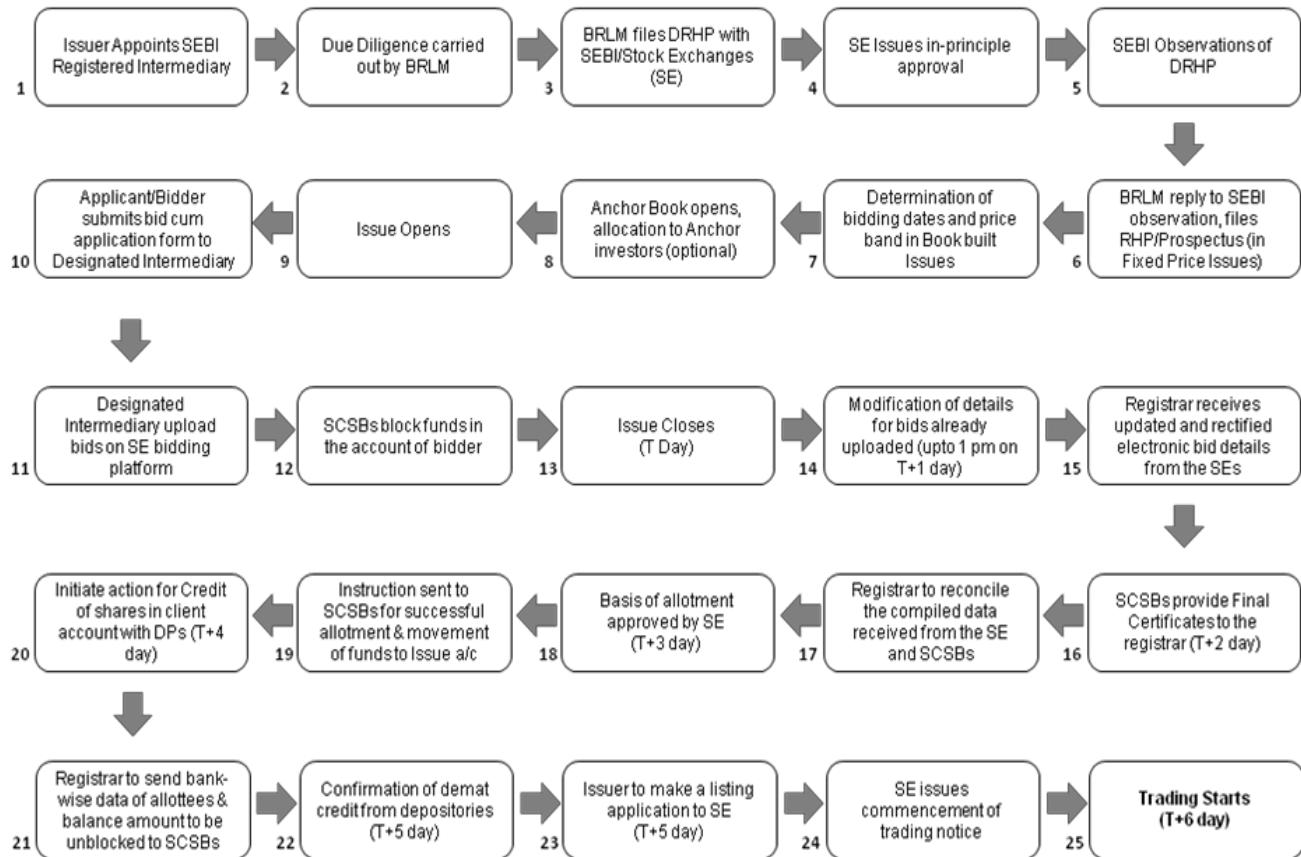 Issuer Appoints SEBI
Registered Intermediary
1
Due Diligence carried
out by BRLM
2
BRLM files DRHP with
SEBI/Stock Exchanges
(SE)
3
SE Issues in-principle
approval
4
SEBI Observations of
DRHP
5
BRLM reply to SEBI
observation, files
RHP/Prospectus (in
Fixed Price Issues)
6
Determination of
bidding dates and price
band in Book built
Issues
7
Anchor Book opens,
allocation to Anchor
investors (optional)
8
Issue Opens
9
Applicant/Bidder
submits bid cum
application form to
Designated Intermediary
10
Designated
Intermediary upload
bids on SE bidding
platform
11
SCSBs block funds in
the account of bidder
12
Issue Closes
(T Day)
13
Modification of details
for bids already
uploaded (upto 1 pm on
T+1 day)
14
Registrar receives
updated and rectified
electronic bid details
from the SEs
15
SCSBs provide Final
Certificates to the
registrar (T+2 day)
16
Registrar to reconcile
the compiled data
received from the SE
and SCSBs
17
Basis of allotment
approved by SE
(T+3 day)
18
Instruction sent to
SCSBs for successful
allotment & movement
of funds to Issue a/c
19
Initiate action for Credit
of shares in client
account with DPs (T+4
day)
20
Registrar to send bank-
wise data of allottees &
balance amount to be
unblocked to SCSBs
21
Confirmation of demat
credit from depositories
(T+5 day)
22
Issuer to make a listing
application to SE
(T+5 day)
23
SE issues
commencement of
trading notice
24
Trading Starts
(T+6 day)
25